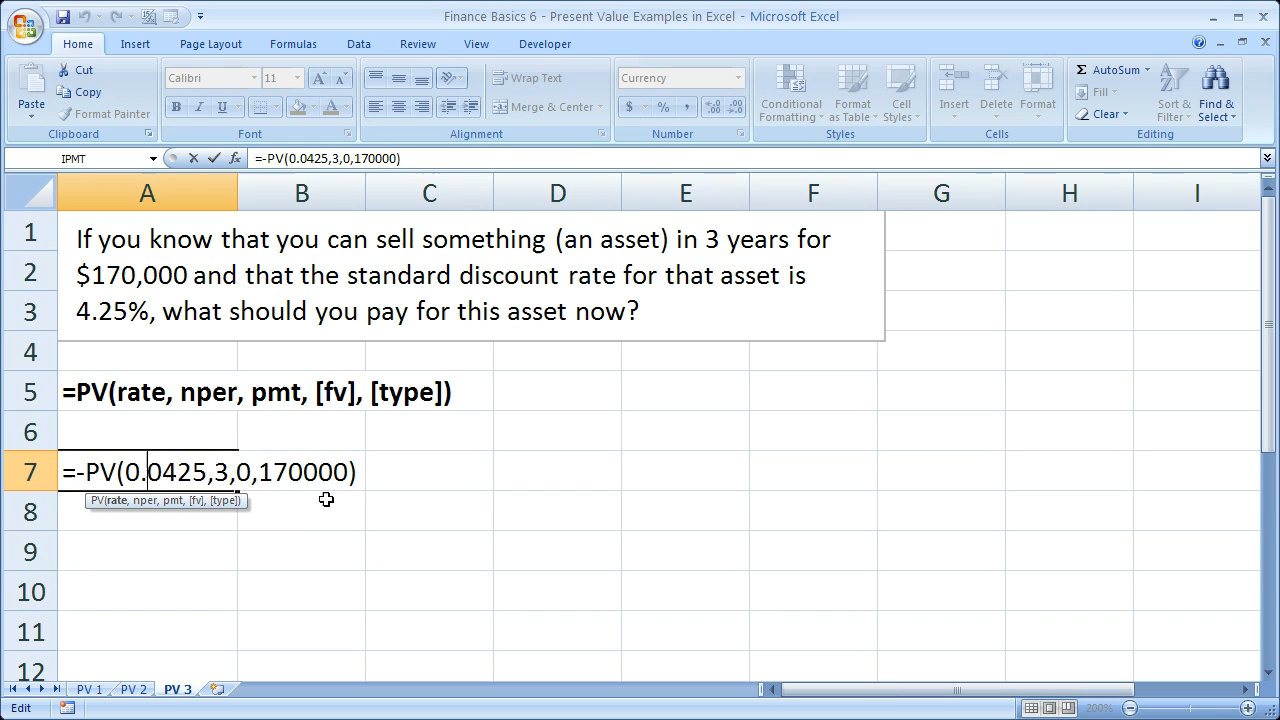 Finance Basics 6 - Present Value Examples in Excel - Microsoft Excel
Home Insert Page Layout Formulas Data Review View Developer
Paste
Cut
Copy
Format Painter
Clipboard
Calibri 11
B I U
Font
Wrap Text
Merge & Center
Alignment
Currency
$ % ,
Number
Conditional Formatting
Format as Table
Cell Styles
Styles
Insert Delete Format
Cells
Σ AutoSum
Fill
Clear
Sort & Filter
Find & Select
Editing
IPMT
fx
=-PV(0.0425,3,0,170000)
A B C D E F G H I
1
2
3
If you know that you can sell something (an asset) in 3 years for
$170,000 and that the standard discount rate for that asset is
4.25%, what should you pay for this asset now?
4
5 =PV(rate, nper, pmt, [fv], [type])
6
7 =-PV(0.0425,3,0,170000)
PV(rate, nper, pmt, [fv], [type])
8
9
10
11
12
PV 1 PV 2 PV 3
Edit
200%